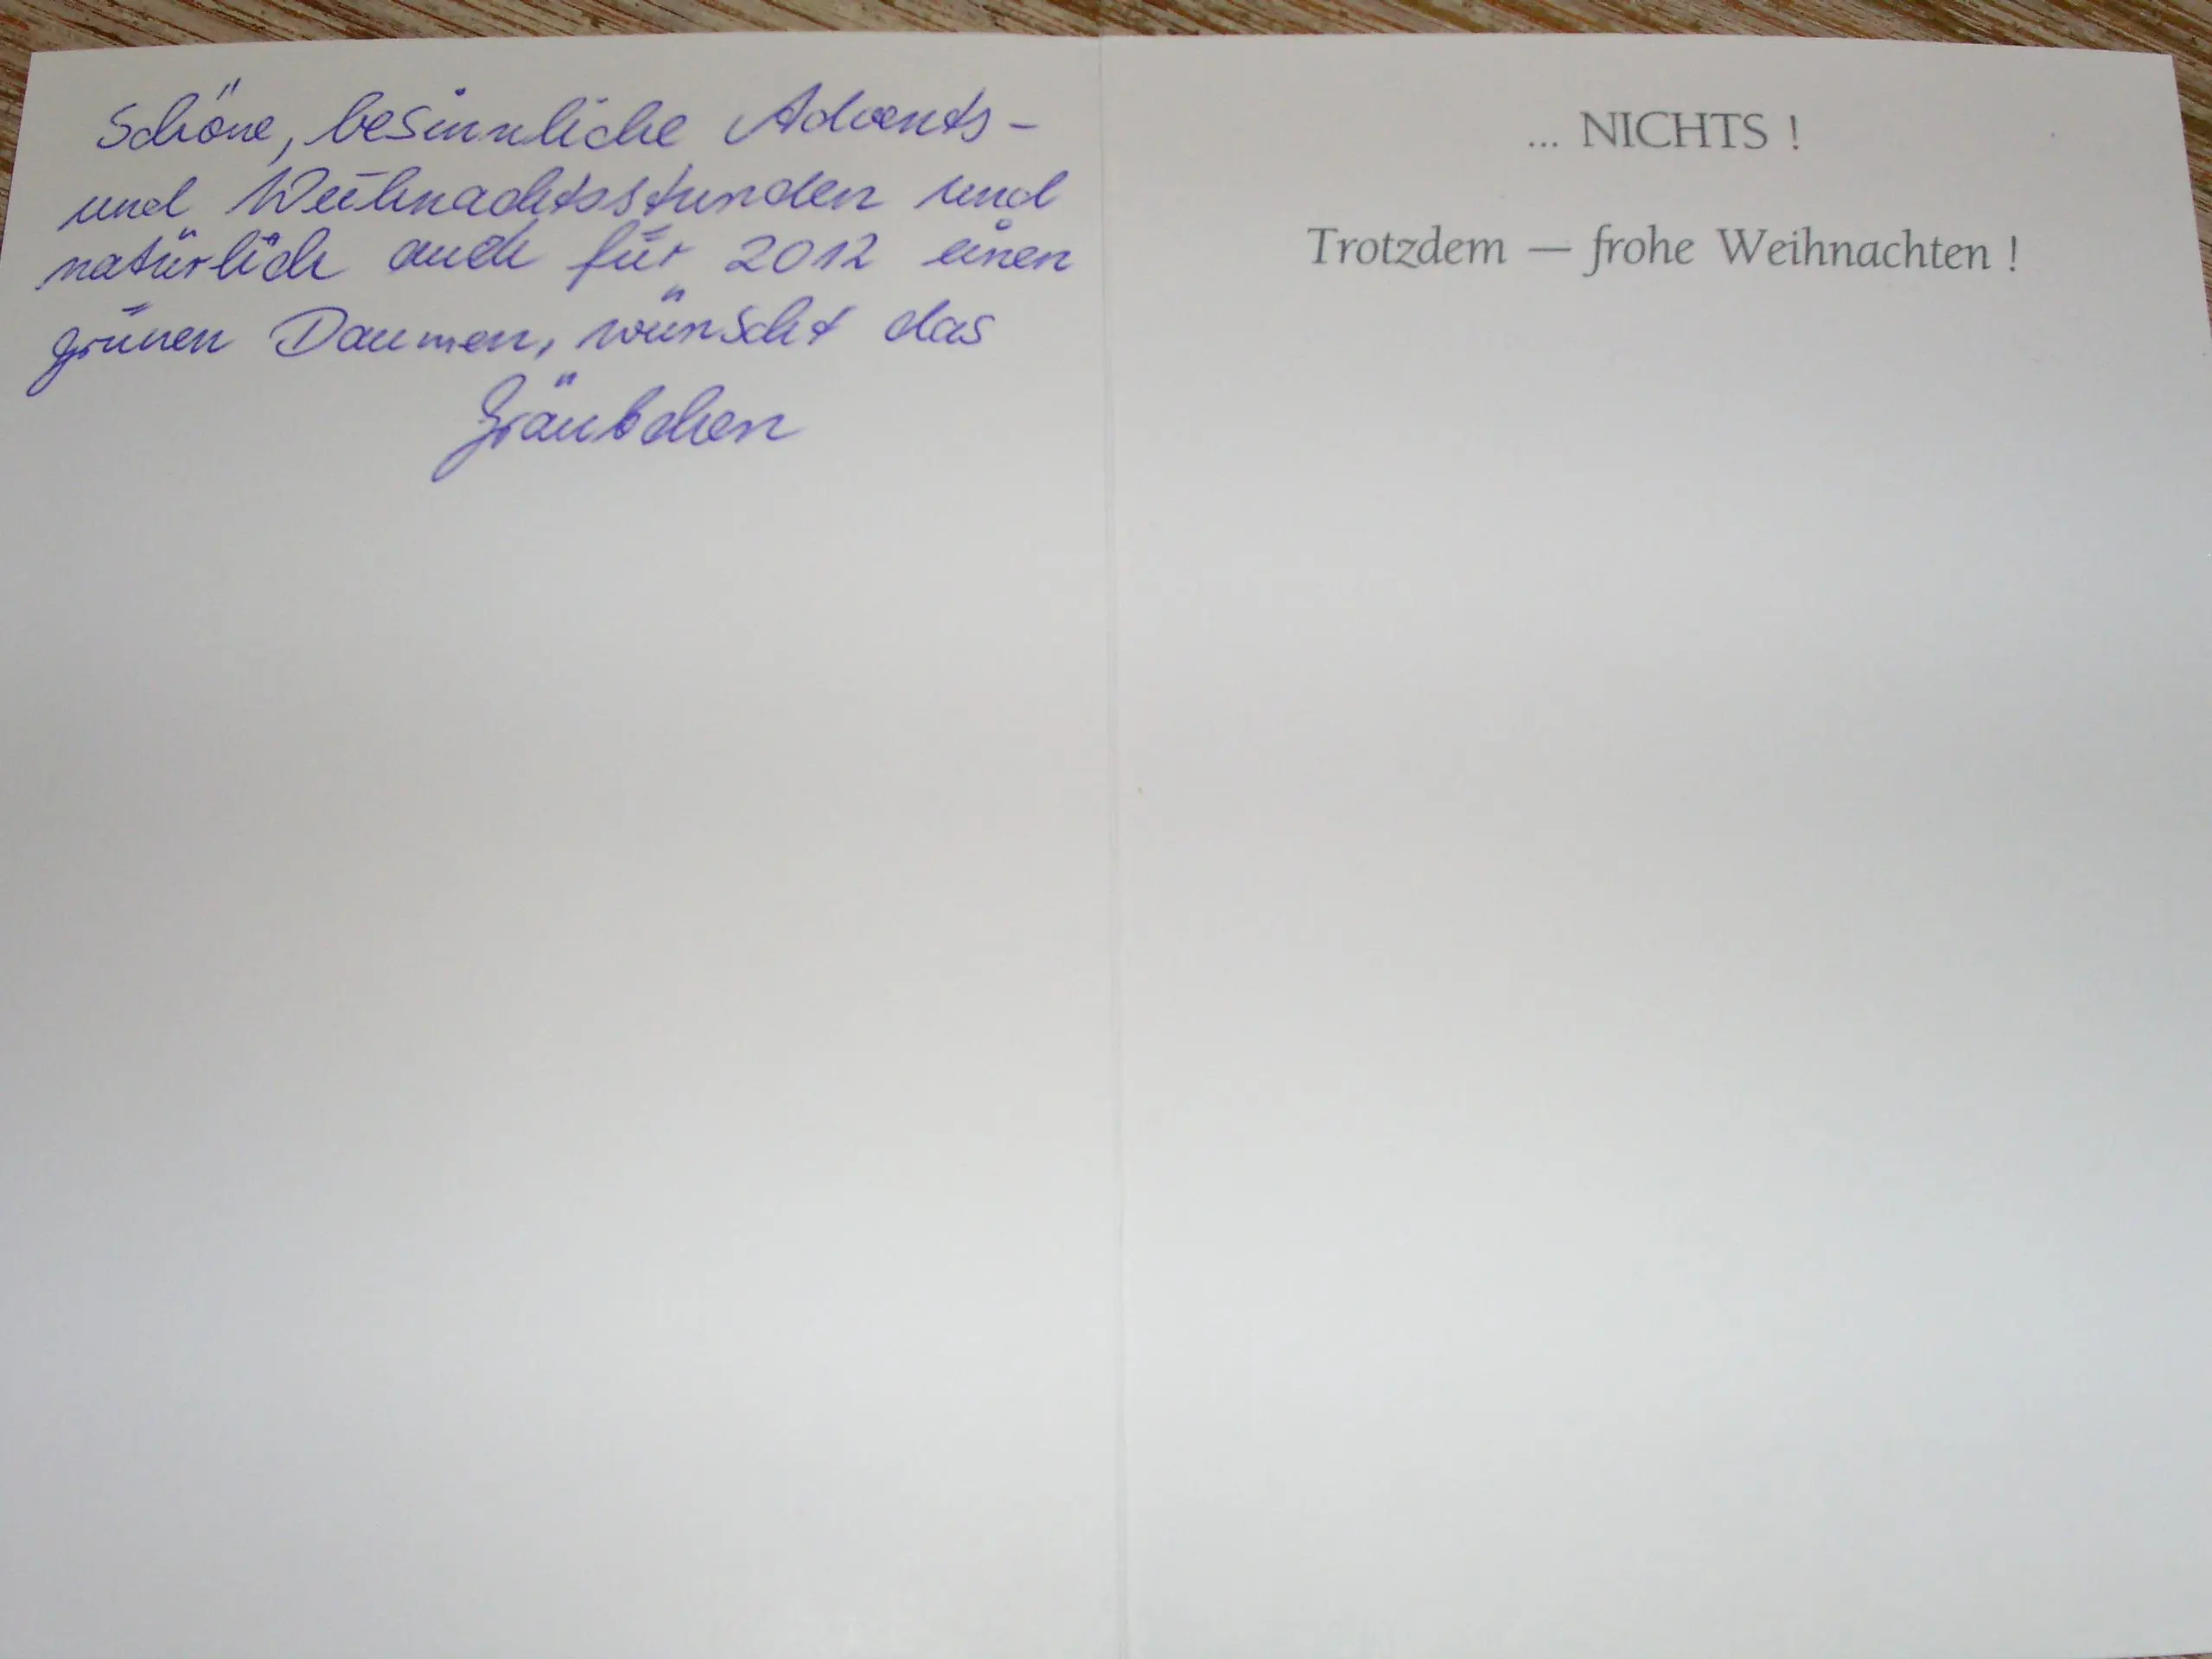 Schöne, besinnliche Advents-
und Weihnachtsstunden und
natürlich auch für 2012 einen
grünen Daumen, wünscht das
Gräubchen
... NICHTS !
Trotzdem — frohe Weihnachten !